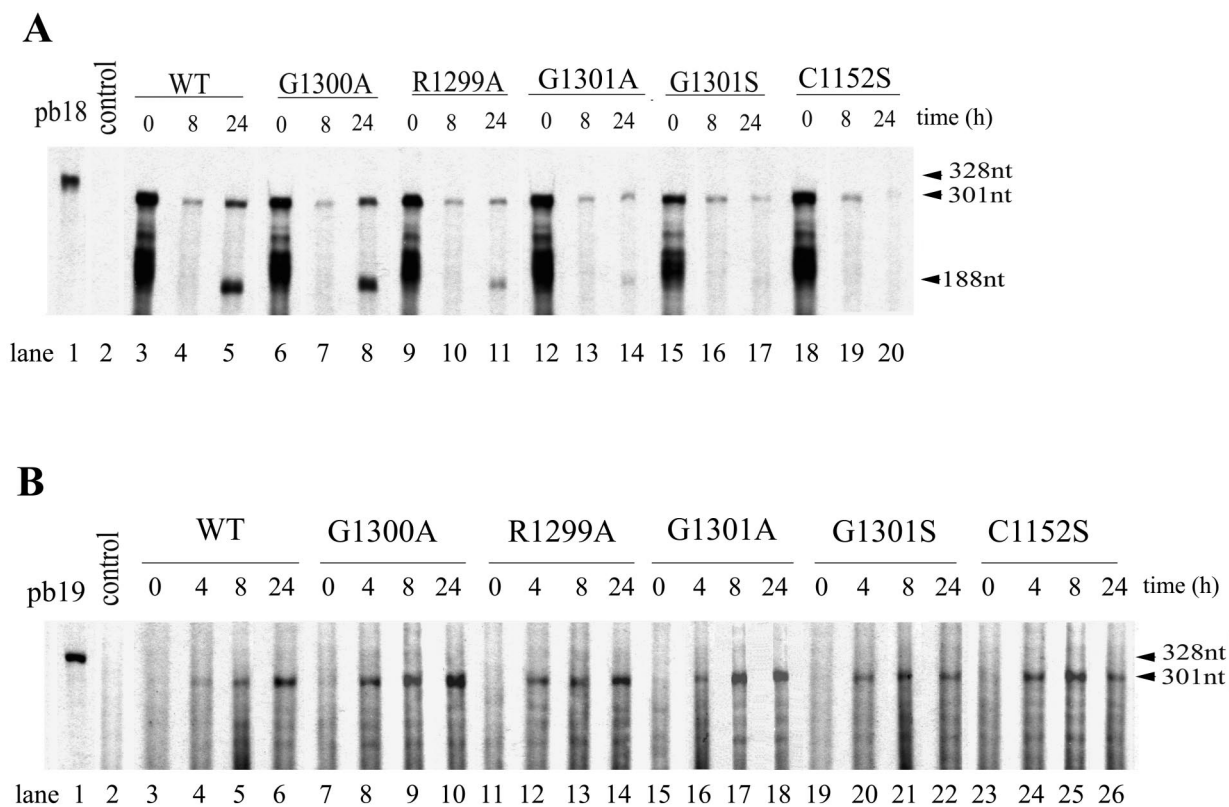 A
pb18 control WT G1300A R1299A G1301A G1301S C1152S
0 8 24 0 8 24 0 8 24 0 8 24 0 8 24 0 8 24 time (h)
328nt
301nt
188nt
lane 1 2 3 4 5 6 7 8 9 10 11 12 13 14 15 16 17 18 19 20
B
pb19 control WT G1300A R1299A G1301A G1301S C1152S
0 4 8 24 0 4 8 24 0 4 8 24 0 4 8 24 0 4 8 24 0 4 8 24 time (h)
328nt
301nt
lane 1 2 3 4 5 6 7 8 9 10 11 12 13 14 15 16 17 18 19 20 21 22 23 24 25 26